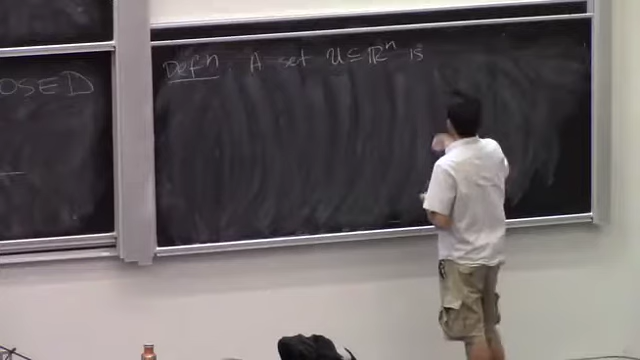 OSED
Defn. A set U ⊆ ℝⁿ is